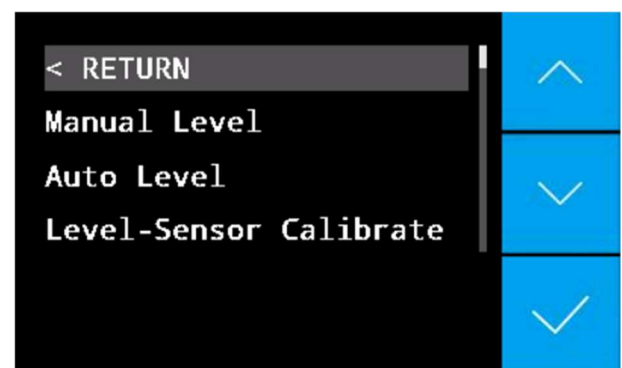 < RETURN
Manual Level
Auto Level
Level-Sensor Calibrate